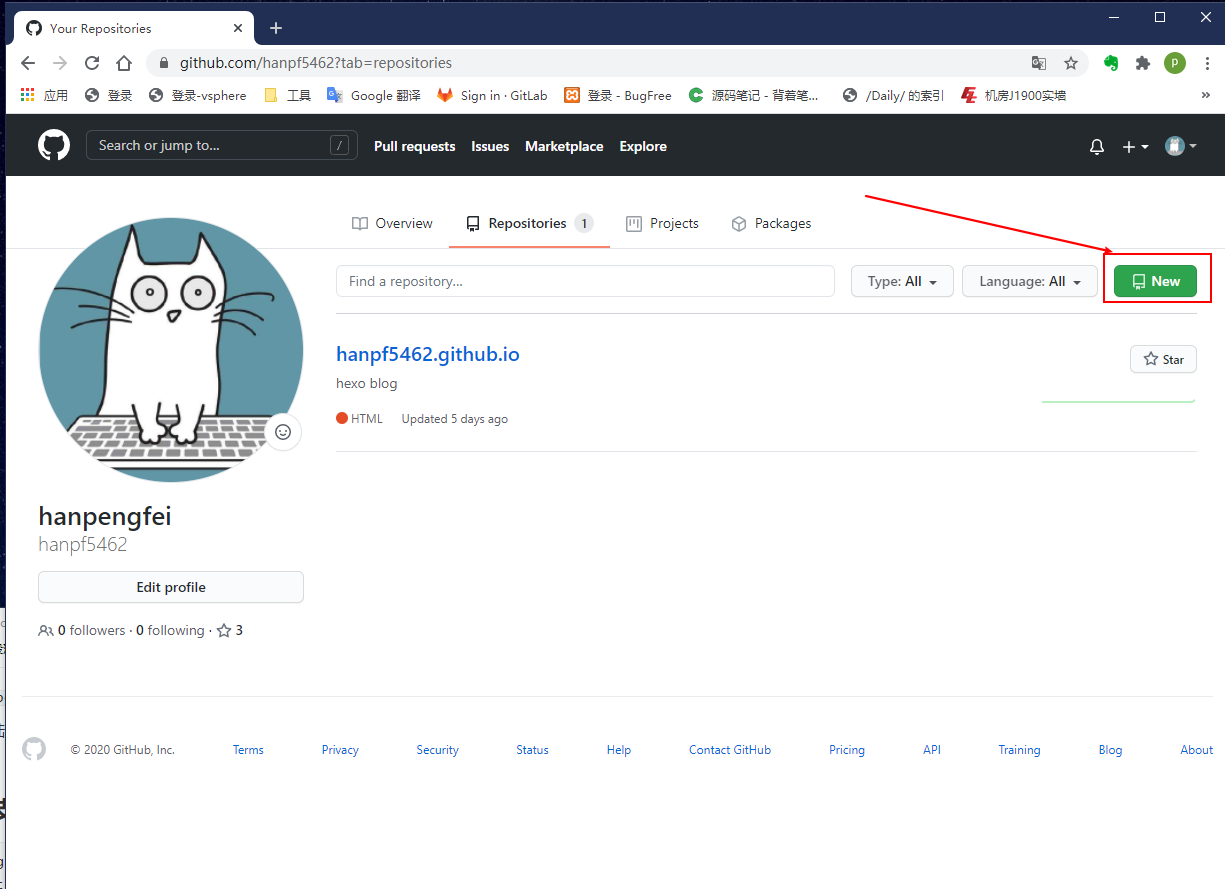 Your Repositories
github.com/hanpf5462?tab=repositories
P
应用 登录 登录-vsphere 工具 Google 翻译 Sign in · GitLab 登录 - BugFree 源码笔记 - 背着笔... /Daily/ 的索引 机房J1900实墙 »
Search or jump to... / Pull requests Issues Marketplace Explore
Overview Repositories 1 Projects Packages
Find a repository... Type: All Language: All New
hanpf5462.github.io Star
hexo blog
HTML Updated 5 days ago
hanpengfei
hanpf5462
Edit profile
0 followers · 0 following · 3
© 2020 GitHub, Inc. Terms Privacy Security Status Help Contact GitHub Pricing API Training Blog About